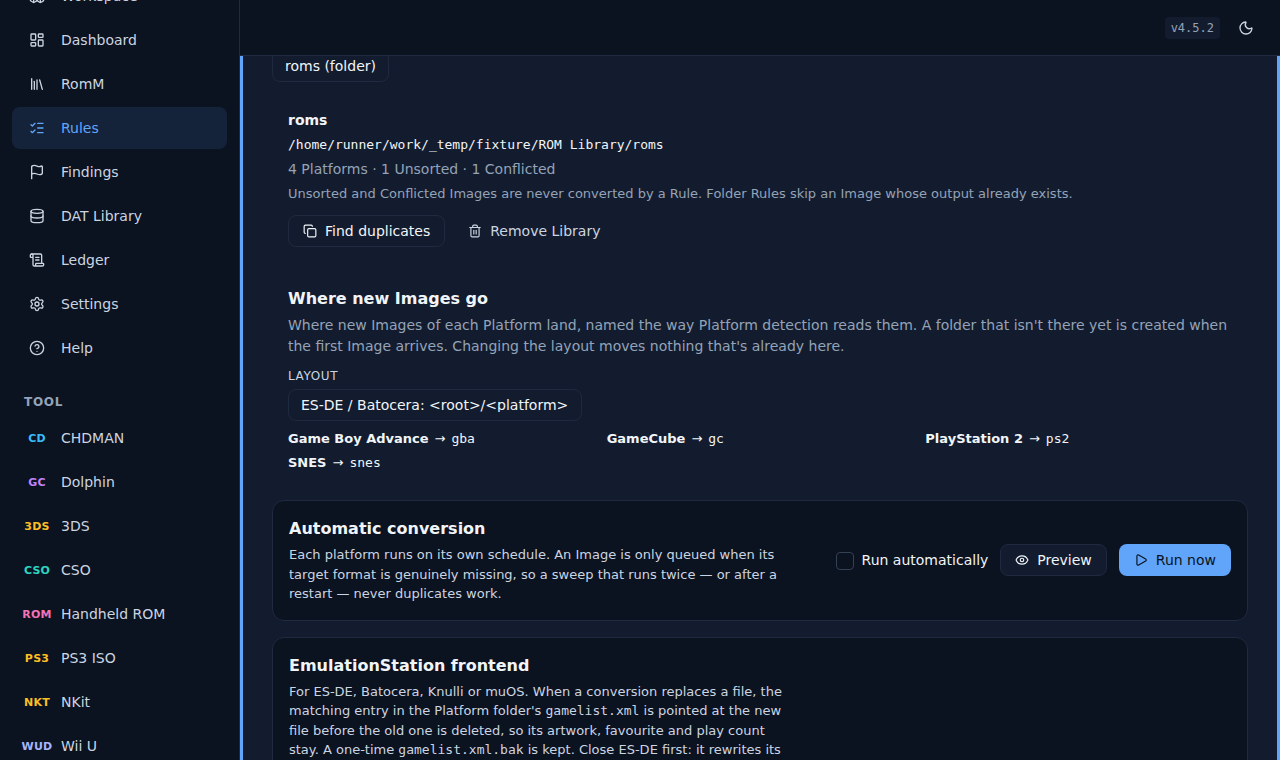 Workspace
Dashboard
RomM
Rules
Findings
DAT Library
Ledger
Settings
Help
TOOL
CD CHDMAN
GC Dolphin
3DS 3DS
CSO CSO
ROM Handheld ROM
PS3 PS3 ISO
NKT NKit
WUD Wii U
v4.5.2
roms (folder)
roms
/home/runner/work/_temp/fixture/ROM Library/roms
4 Platforms · 1 Unsorted · 1 Conflicted
Unsorted and Conflicted Images are never converted by a Rule. Folder Rules skip an Image whose output already exists.
Find duplicates Remove Library
Where new Images go
Where new Images of each Platform land, named the way Platform detection reads them. A folder that isn't there yet is created when
the first Image arrives. Changing the layout moves nothing that's already here.
LAYOUT
ES-DE / Batocera: <root>/<platform>
Game Boy Advance → gba GameCube → gc PlayStation 2 → ps2
SNES → snes
Automatic conversion
Each platform runs on its own schedule. An Image is only queued when its
target format is genuinely missing, so a sweep that runs twice — or after a
restart — never duplicates work.
Run automatically Preview Run now
EmulationStation frontend
For ES-DE, Batocera, Knulli or muOS. When a conversion replaces a file, the
matching entry in the Platform folder's gamelist.xml is pointed at the new
file before the old one is deleted, so its artwork, favourite and play count
stay. A one-time gamelist.xml.bak is kept. Close ES-DE first: it rewrites its